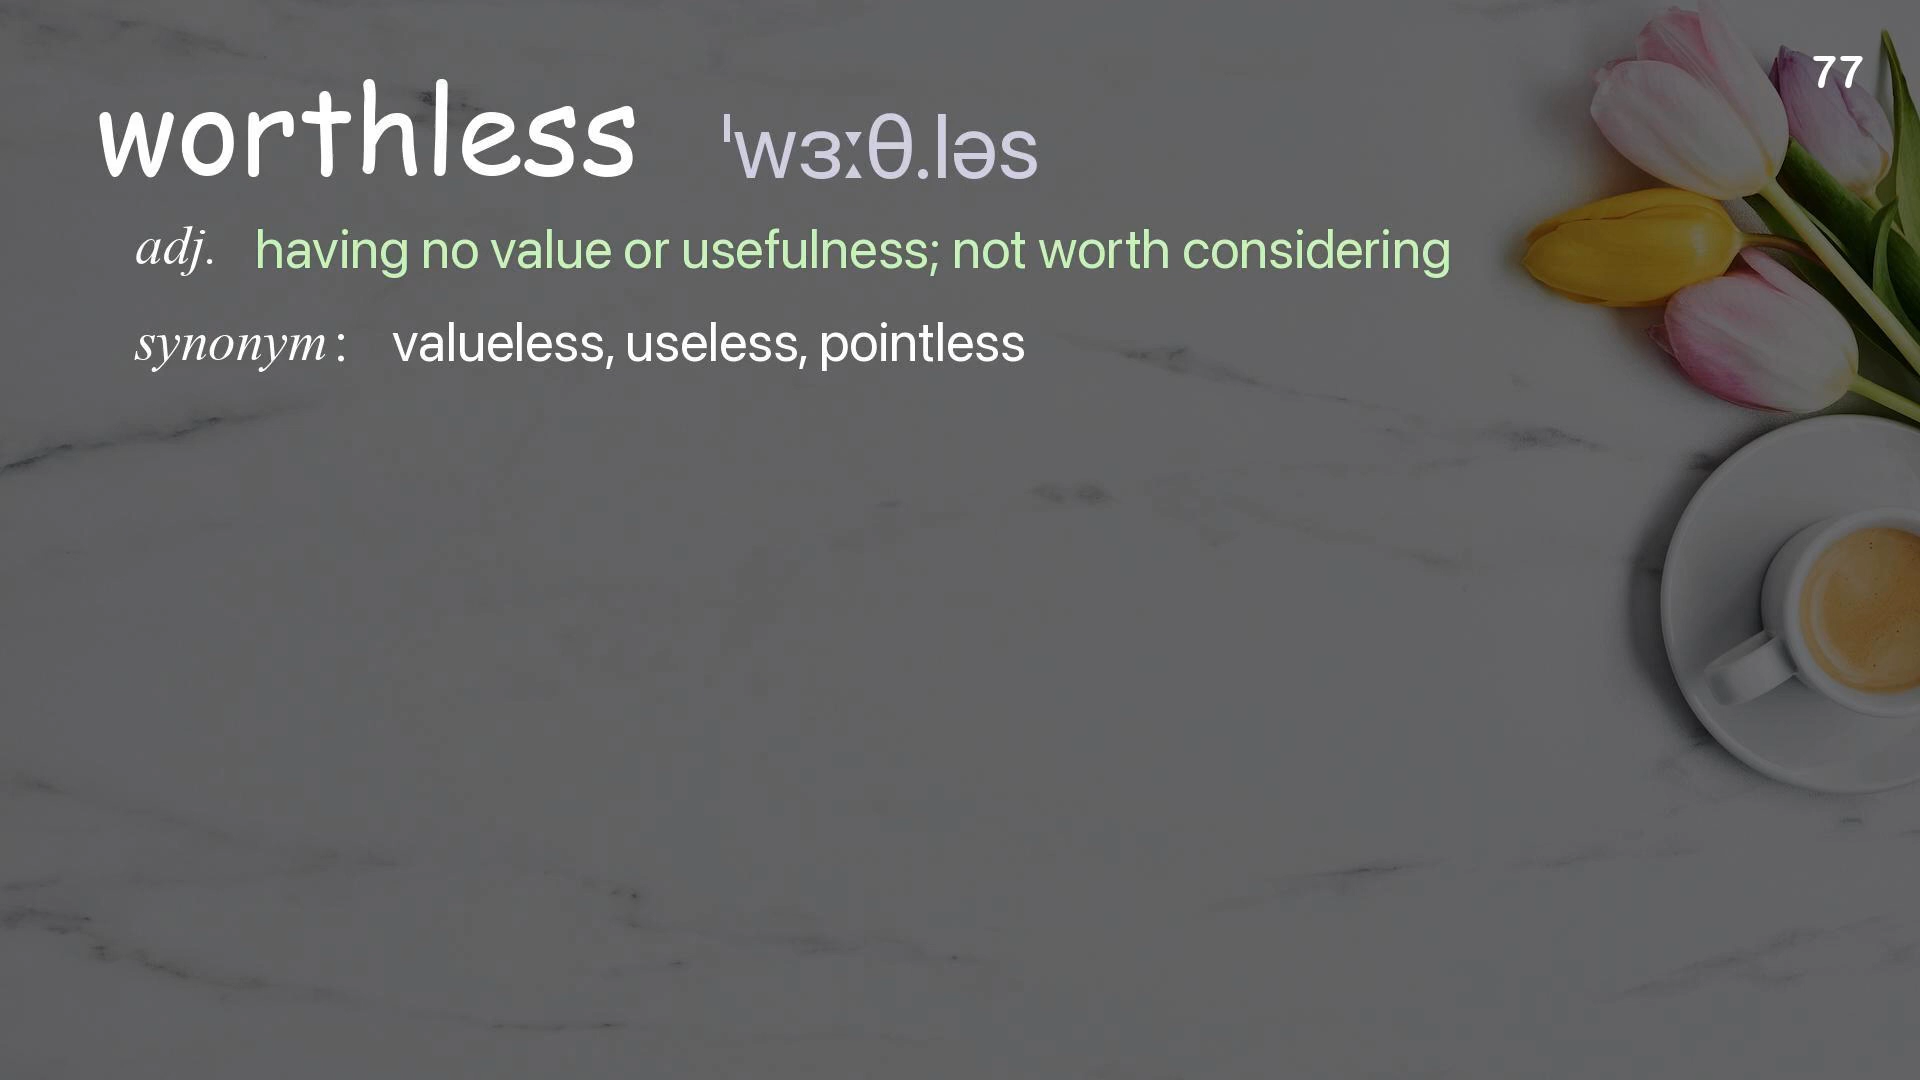 77
worthless ˈwɜːθ.ləs
adj. having no value or usefulness; not worth considering
synonym : valueless, useless, pointless